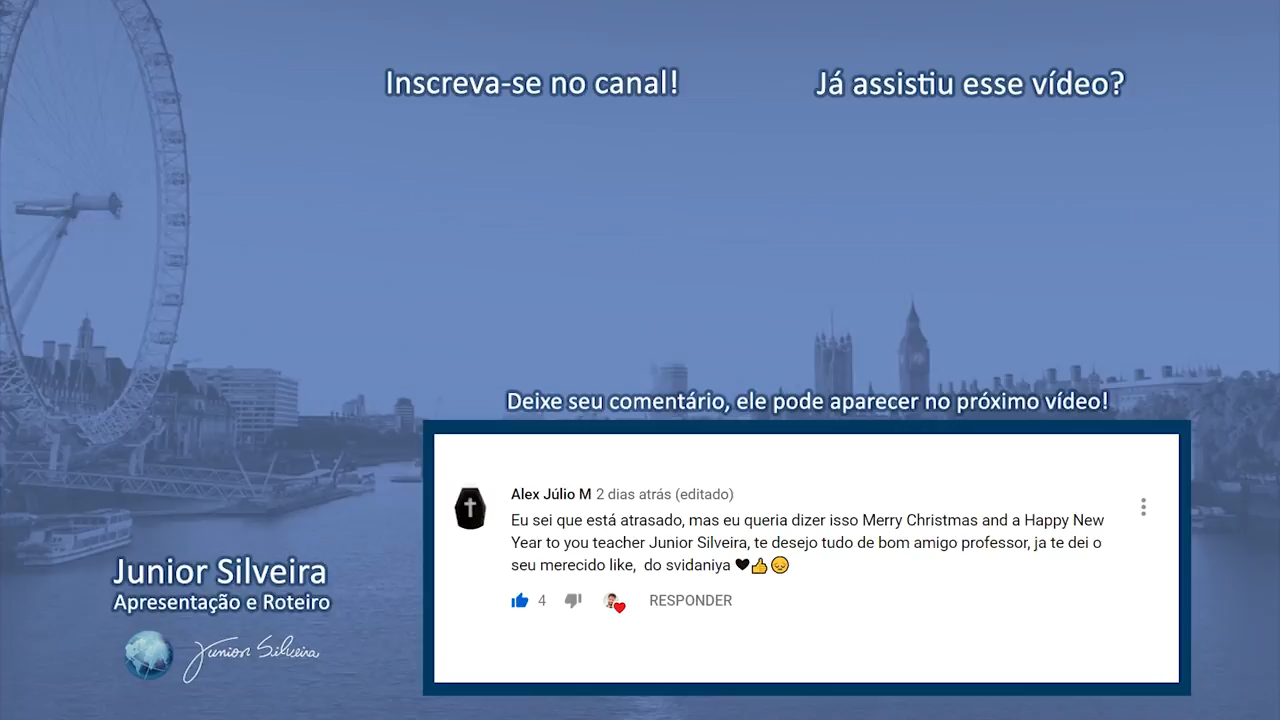 Inscreva-se no canal!
Já assistiu esse vídeo?
Deixe seu comentário, ele pode aparecer no próximo vídeo!
Alex Júlio M 2 dias atrás (editado)
Eu sei que está atrasado, mas eu queria dizer isso Merry Christmas and a Happy New
Year to you teacher Junior Silveira, te desejo tudo de bom amigo professor, ja te dei o
seu merecido like, do svidaniya 🖤👍😔
4 RESPONDER
Junior Silveira
Apresentação e Roteiro
Junior Silveira